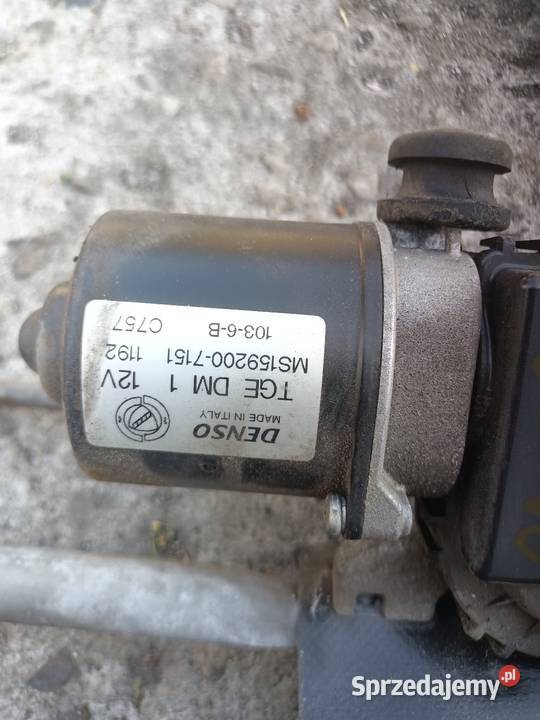 DENSO
MADE IN ITALY
TGE DM 1 12V
MS159200-7151 1192
103-6-B C757
Sprzedajemy.pl